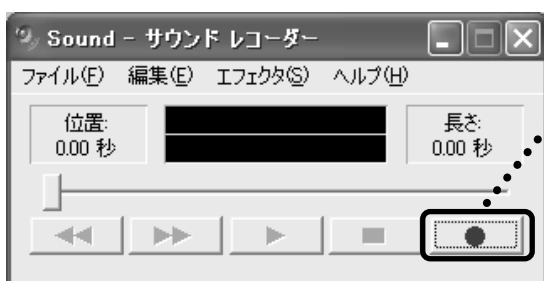 Sound - サウンド レコーダー
ファイル(F) 編集(E) エフェクタ(S) ヘルプ(H)
位置:
0.00 秒
長さ:
0.00 秒